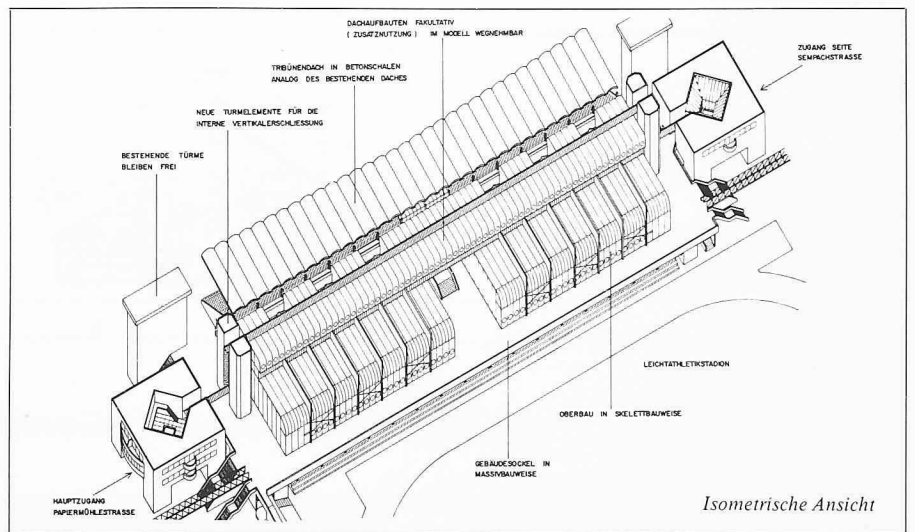 DACHAUFBAUTEN FAKULTATIV
( ZUSATZNUTZUNG ) IM MODELL WEGNEHMBAR
TRIBÜNENDACH IN BETONSCHALEN
ANALOG DES BESTEHENDEN DACHES
ZUGANG SEITE
SEMPACHSTRASSE
NEUE TURMELEMENTE FÜR DIE
INTERNE VERTIKALERSCHLIESSUNG
BESTEHENDE TÜRME
BLEIBEN FREI
LEICHTATHLETIKSTADION
OBERBAU IN SKELETTBAUWEISE
GEBÄUDESOCKEL IN
MASSIVBAUWEISE
HAUPTZUGANG
PAPIERMÜHLESTRASSE
Isometrische Ansicht